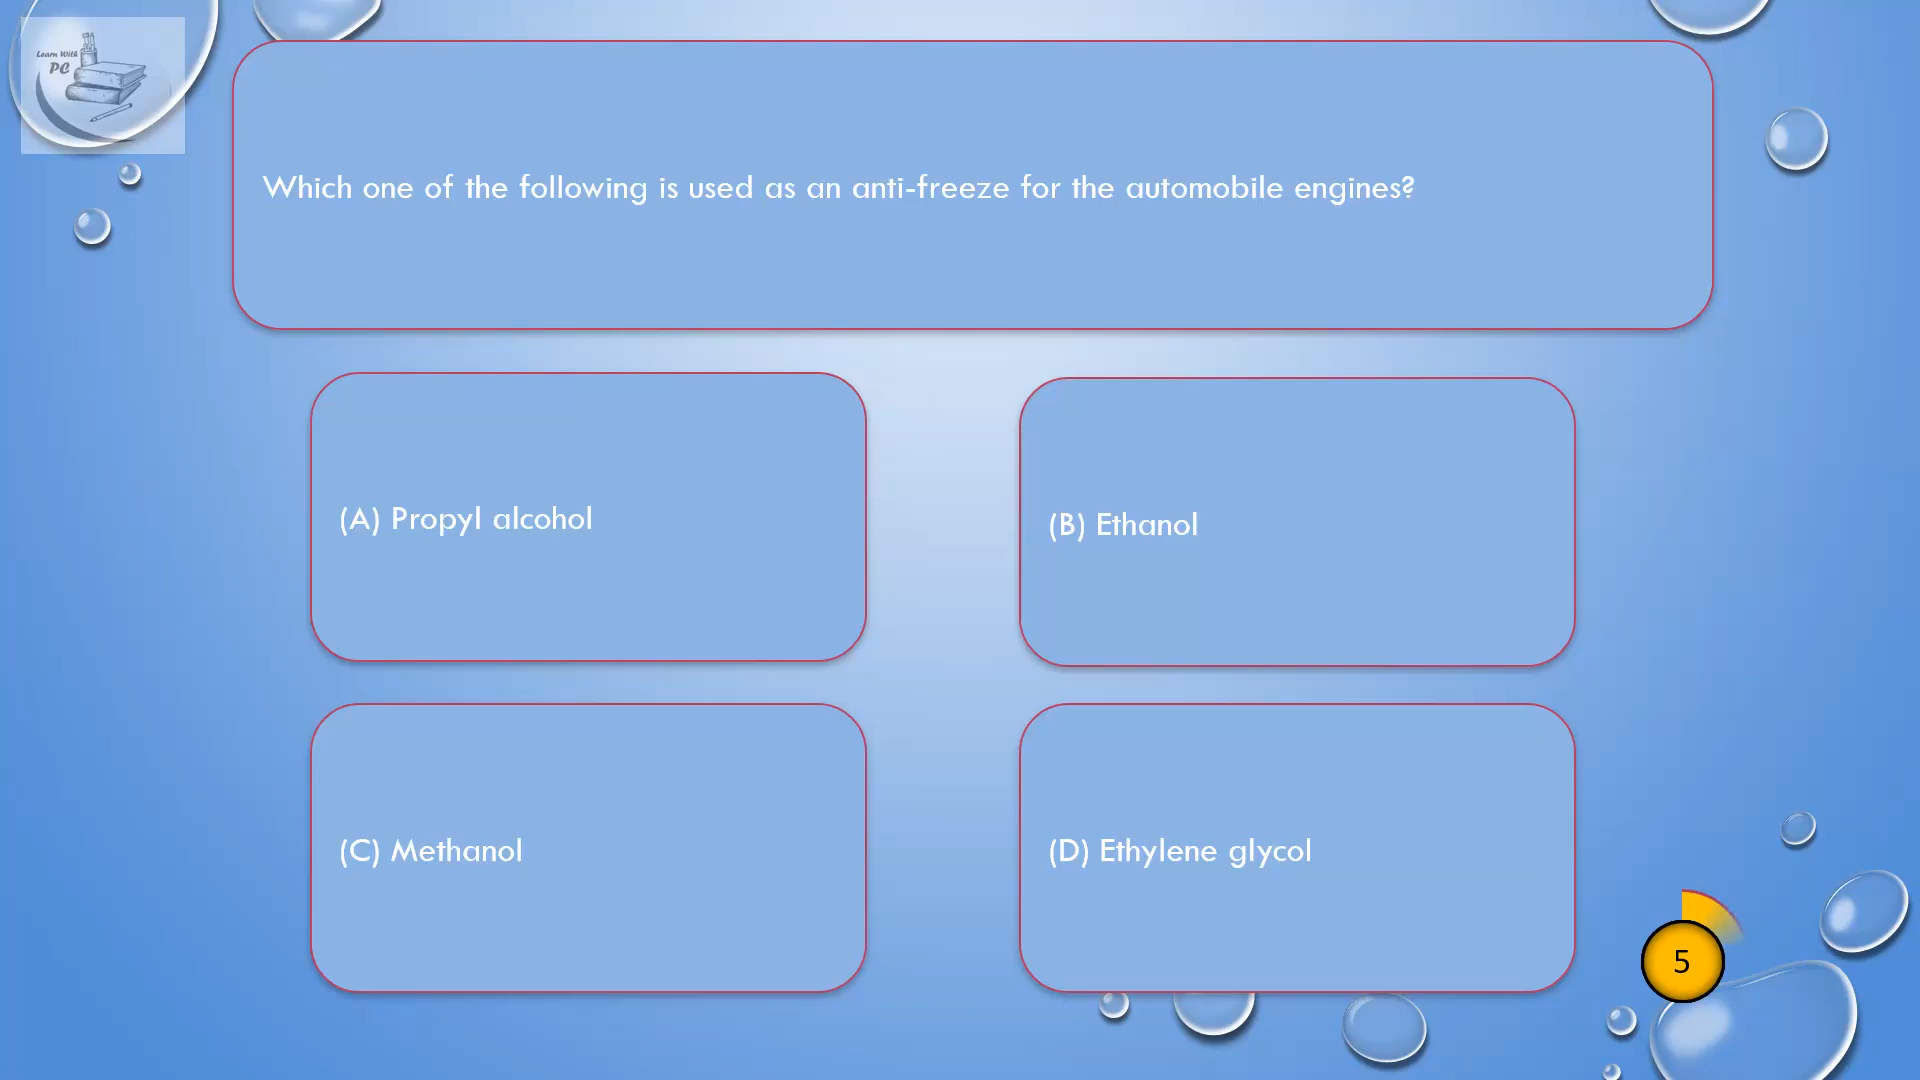 Learn With
PC
Which one of the following is used as an anti-freeze for the automobile engines?
(A) Propyl alcohol
(B) Ethanol
(C) Methanol
(D) Ethylene glycol
5